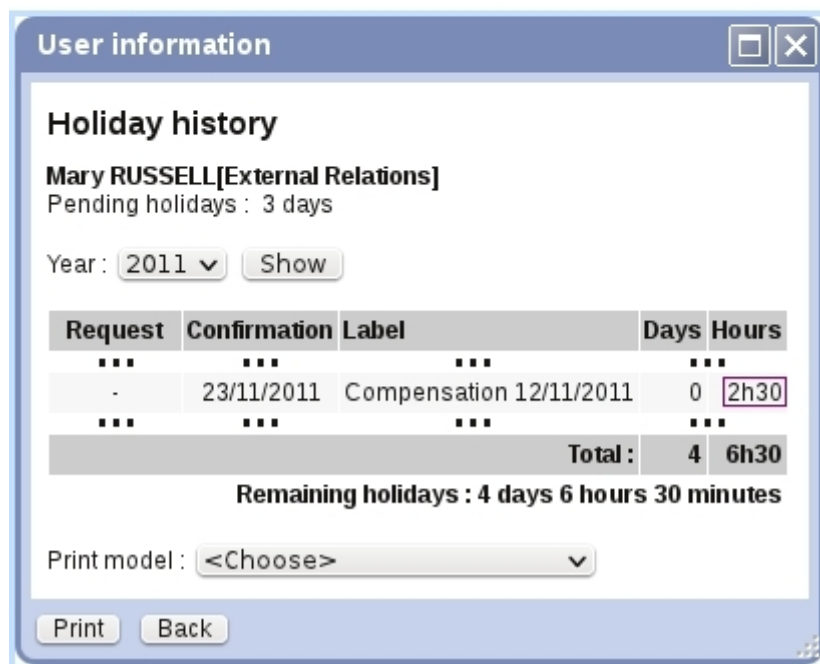 User information
Holiday history
Mary RUSSELL[External Relations]
Pending holidays : 3 days
Year : 2011 Show
Request Confirmation Label Days Hours
... ... ... ...
- 23/11/2011 Compensation 12/11/2011 0 2h30
... ... ... ...
Total : 4 6h30
Remaining holidays : 4 days 6 hours 30 minutes
Print model : <Choose>
Print Back